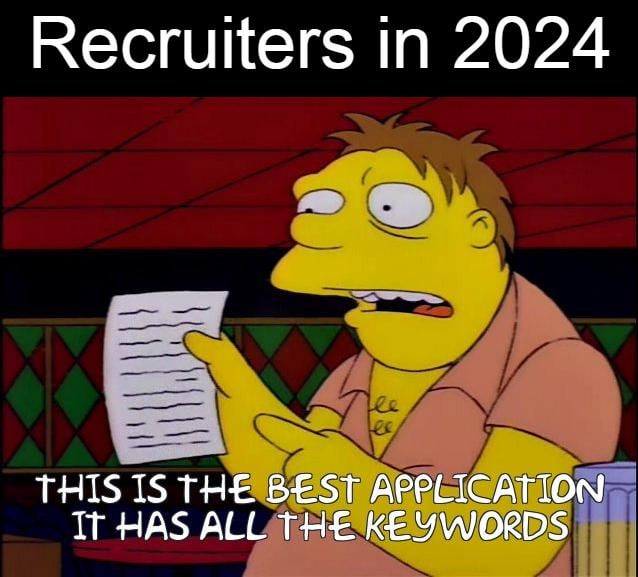 Recruiters in 2024
THIS IS THE BEST APPLICATION
IT HAS ALL THE KEYWORDS